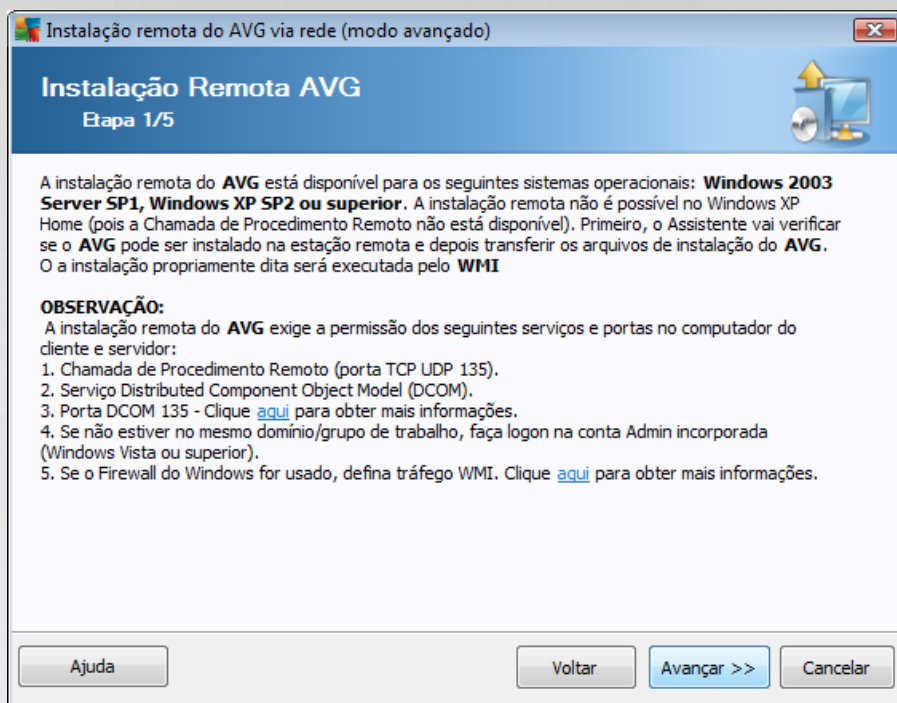 Instalação remota do AVG via rede (modo avançado)
Instalação Remota AVG
Etapa 1/5
A instalação remota do AVG está disponível para os seguintes sistemas operacionais: Windows 2003
Server SP1, Windows XP SP2 ou superior. A instalação remota não é possível no Windows XP
Home (pois a Chamada de Procedimento Remoto não está disponível). Primeiro, o Assistente vai verificar
se o AVG pode ser instalado na estação remota e depois transferir os arquivos de instalação do AVG.
O a instalação propriamente dita será executada pelo WMI
OBSERVAÇÃO:
A instalação remota do AVG exige a permissão dos seguintes serviços e portas no computador do
cliente e servidor:
1. Chamada de Procedimento Remoto (porta TCP UDP 135).
2. Serviço Distributed Component Object Model (DCOM).
3. Porta DCOM 135 - Clique aqui para obter mais informações.
4. Se não estiver no mesmo domínio/grupo de trabalho, faça logon na conta Admin incorporada
(Windows Vista ou superior).
5. Se o Firewall do Windows for usado, defina tráfego WMI. Clique aqui para obter mais informações.
Ajuda
Voltar
Avançar >>
Cancelar